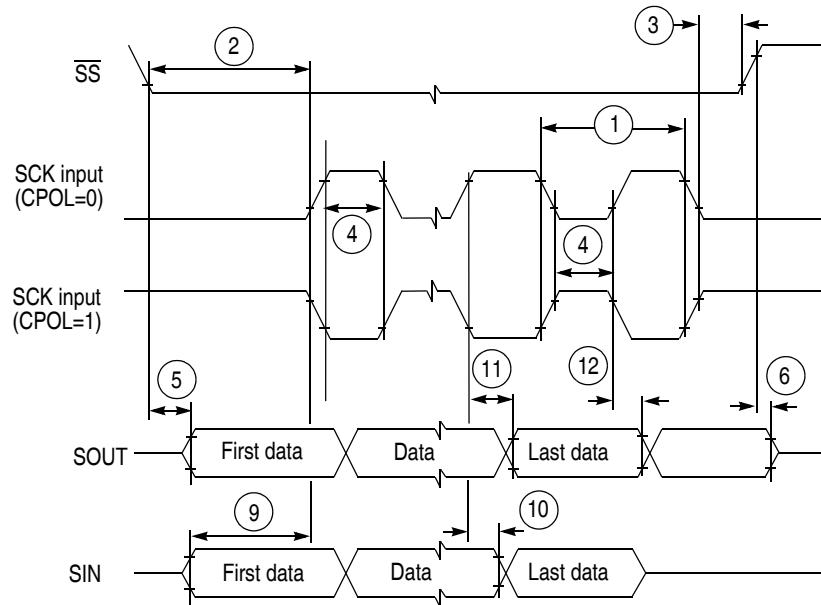 3
2
SS
1
SCK input
(CPOL=0)
4
4
SCK input
(CPOL=1)
5
11
12
6
SOUT
First data
Data
Last data
9
10
SIN
First data
Data
Last data